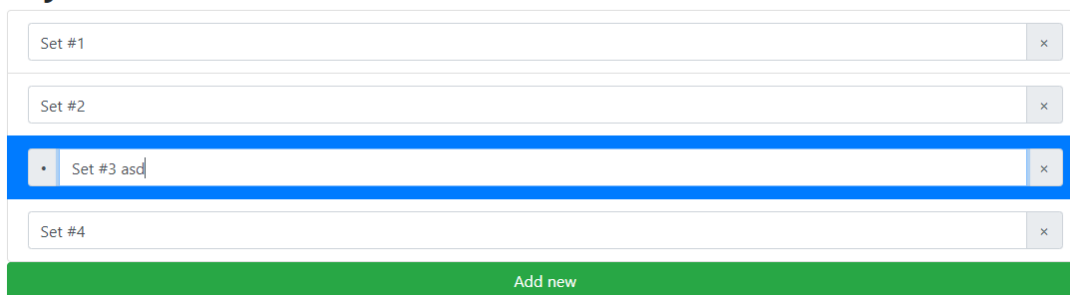 Set #1 ×
Set #2 ×
• Set #3 asd ×
Set #4 ×
Add new